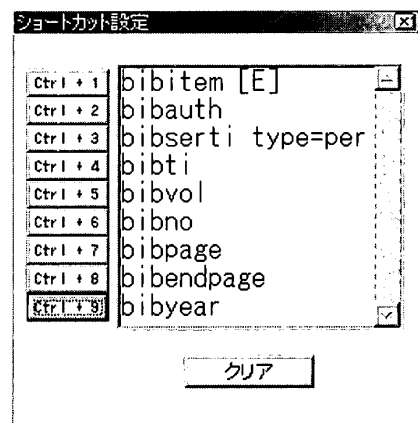 ショートカット設定
Ctrl + 1 bibitem [E]
Ctrl + 2 bibauth
Ctrl + 3 bibserti type=per
Ctrl + 4 bibti
Ctrl + 5 bibvol
Ctrl + 6 bibno
Ctrl + 7 bibpage
Ctrl + 8 bibendpage
Ctrl + 9 bibyear
クリア